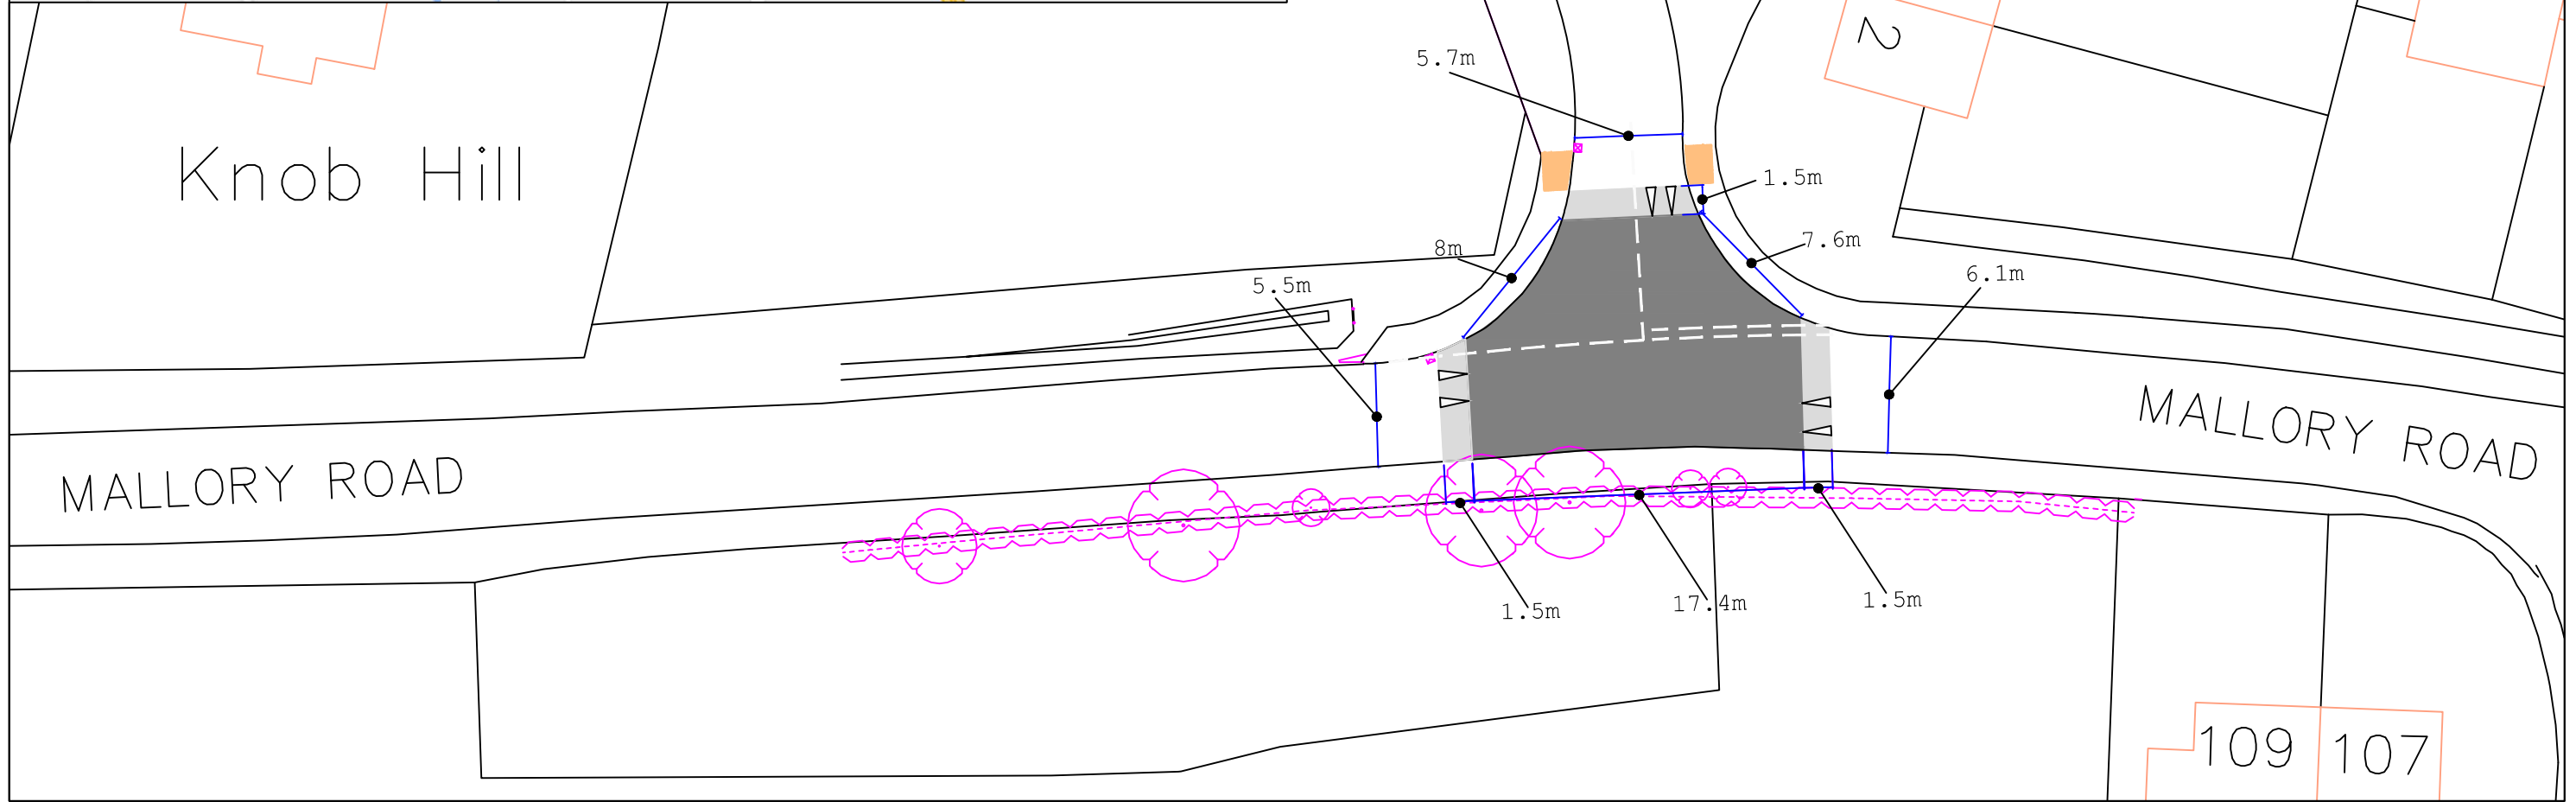 2
5.7m
Knob Hill
1.5m
8m
7.6m
5.5m
6.1m
MALLORY ROAD
MALLORY ROAD
1.5m
17.4m
1.5m
109
107